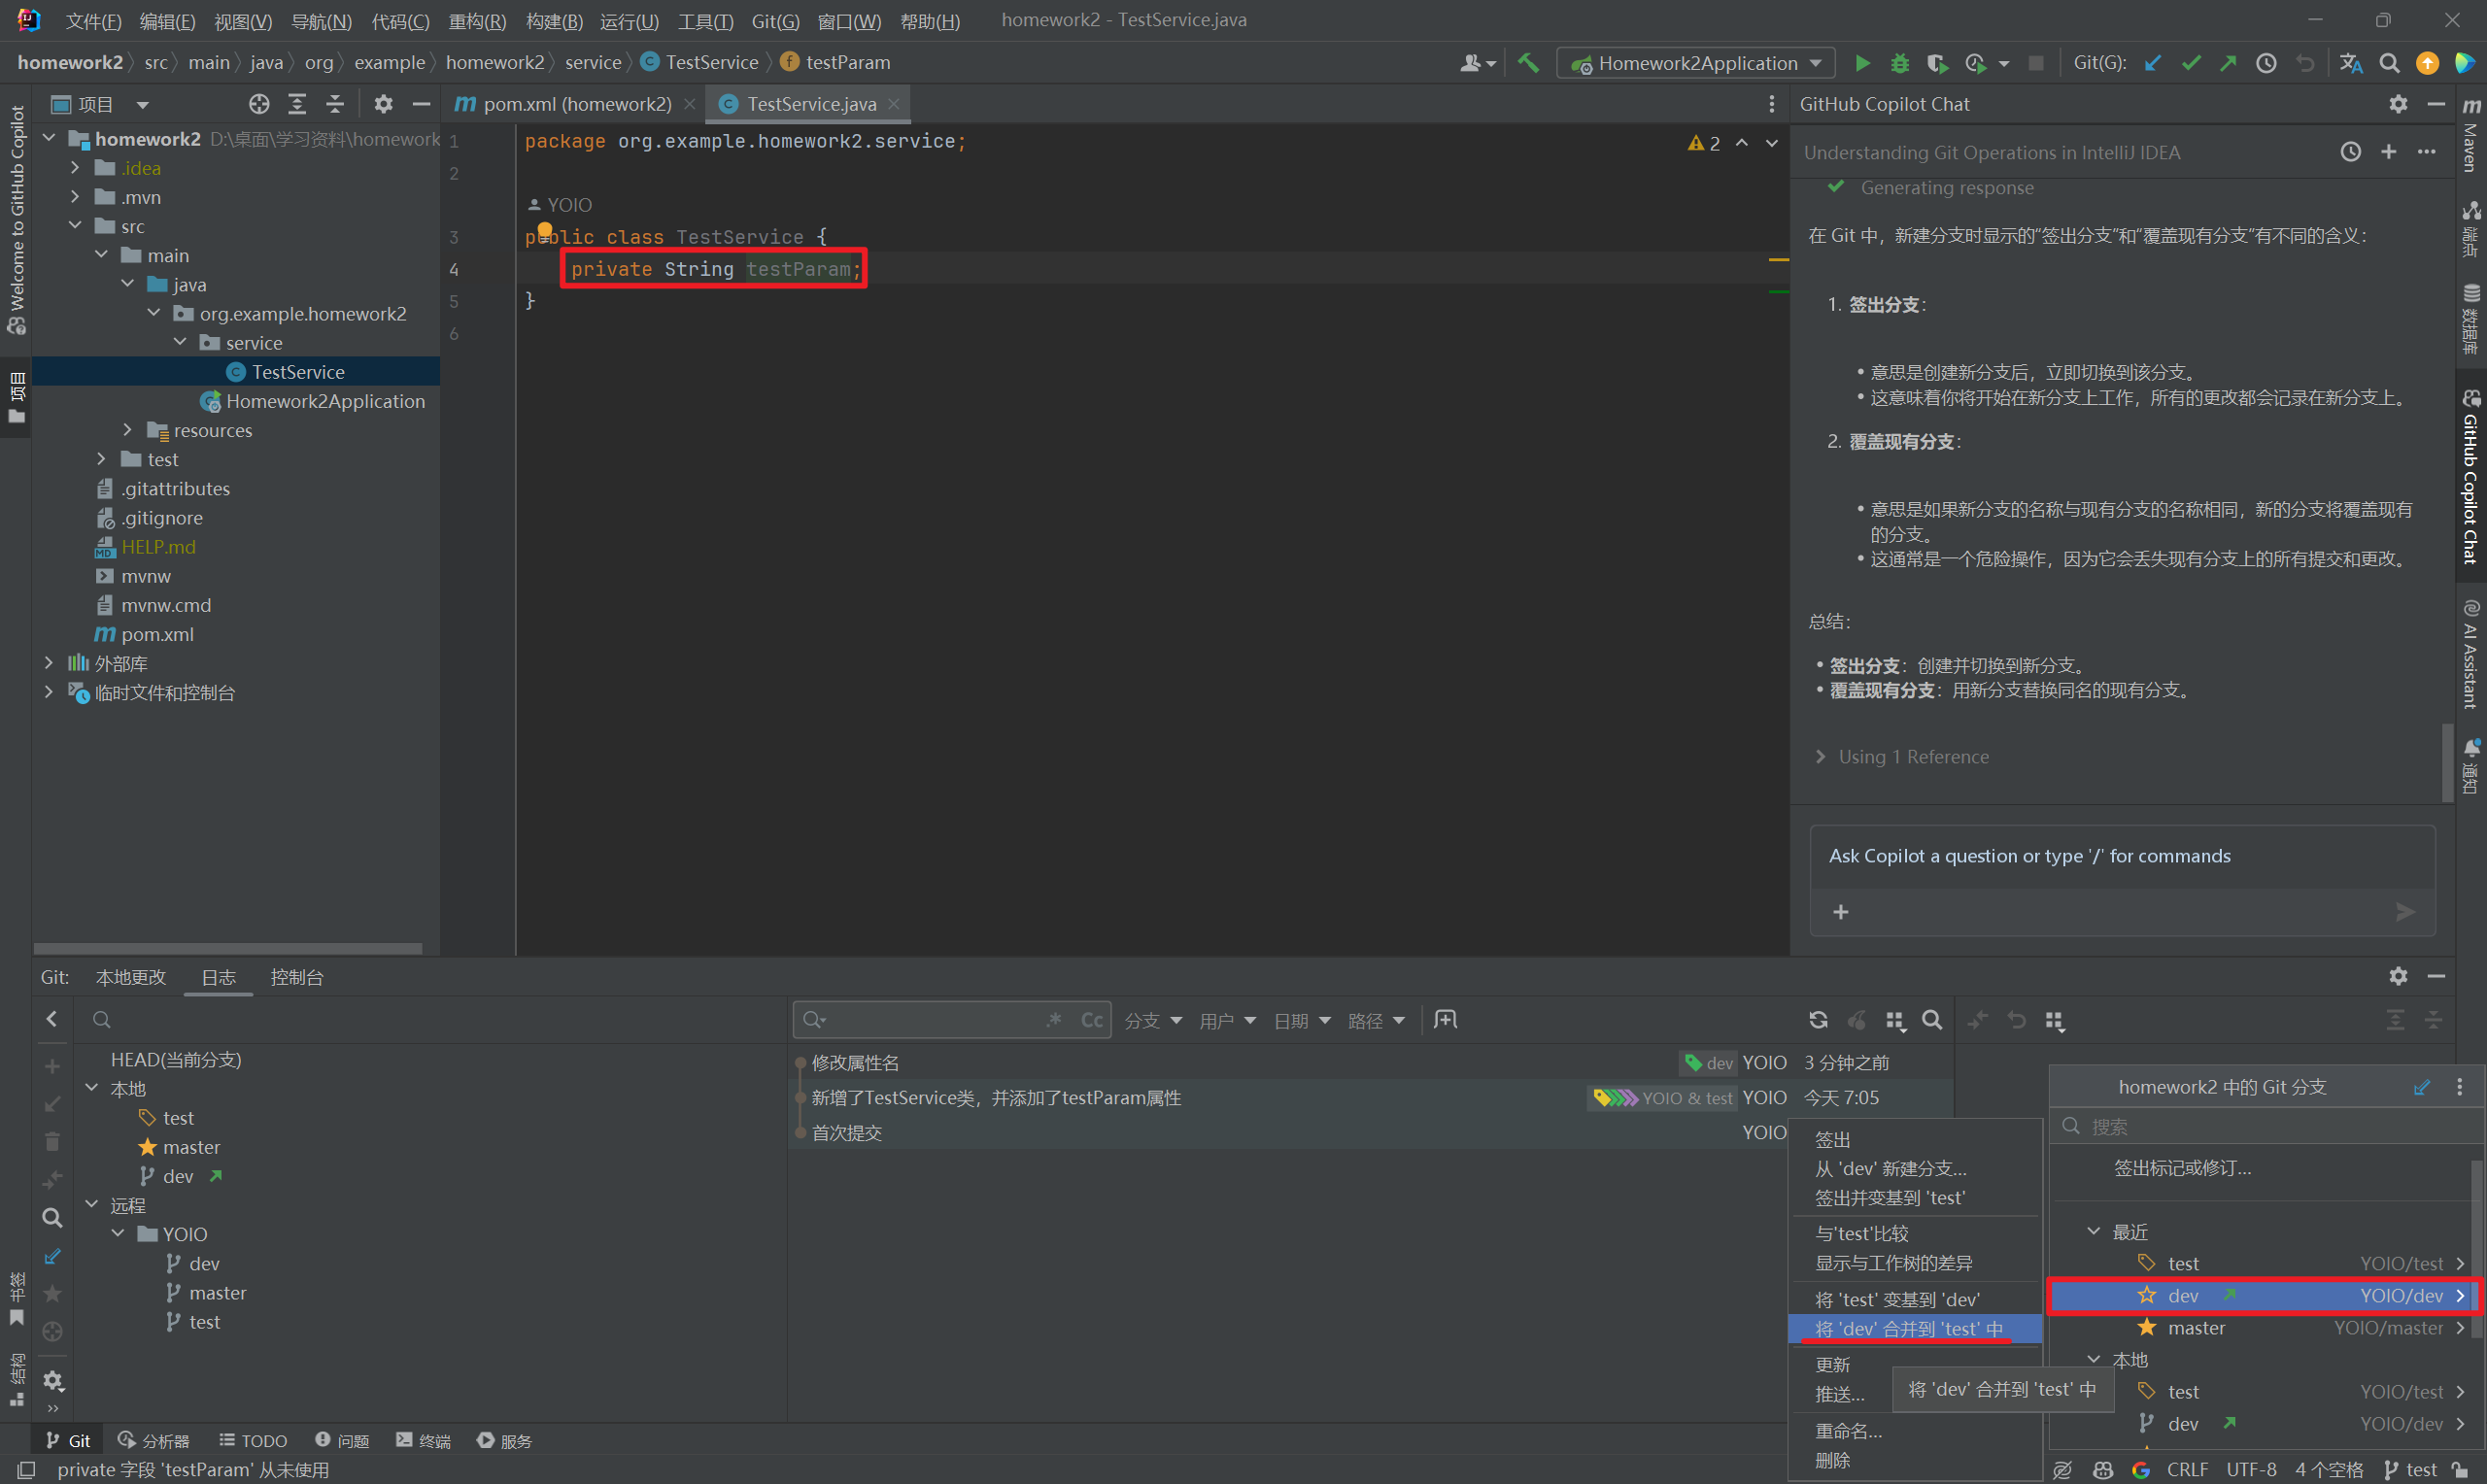 文件(F) 编辑(E) 视图(V) 导航(N) 代码(C) 重构(R) 构建(B) 运行(U) 工具(T) Git(G) 窗口(W) 帮助(H) homework2 - TestService.java
homework2 src main java org example homework2 service TestService testParam
Homework2Application
Git(G):
项目
pom.xml (homework2)
TestService.java
GitHub Copilot Chat
Welcome to GitHub Copilot
项目
书签
结构
homework2 D:\桌面\学习资料\homework
.idea
.mvn
src
main
java
org.example.homework2
service
TestService
Homework2Application
resources
test
.gitattributes
.gitignore
HELP.md
mvnw
mvnw.cmd
pom.xml
外部库
临时文件和控制台
1 package org.example.homework2.service;
2
YOIO
3 public class TestService {
4 private String testParam;
5 }
6
2
Understanding Git Operations in IntelliJ IDEA
Generating response
在 Git 中，新建分支时显示的“签出分支”和“覆盖现有分支”有不同的含义：
1. 签出分支：
• 意思是创建新分支后，立即切换到该分支。
• 这意味着你将开始在新分支上工作，所有的更改都会记录在新分支上。
2. 覆盖现有分支：
• 意思是如果新分支的名称与现有分支的名称相同，新的分支将覆盖现有
的分支。
• 这通常是一个危险操作，因为它会丢失现有分支上的所有提交和更改。
总结：
• 签出分支：创建并切换到新分支。
• 覆盖现有分支：用新分支替换同名的现有分支。
Using 1 Reference
Ask Copilot a question or type '/' for commands
Maven
端点
数据库
GitHub Copilot Chat
AI Assistant
通知
Git: 本地更改 日志 控制台
HEAD(当前分支)
本地
test
master
dev
远程
YOIO
dev
master
test
.* Cc 分支 用户 日期 路径
修改属性名 dev YOIO 3 分钟之前
新增了TestService类，并添加了testParam属性 YOIO & test YOIO 今天 7:05
首次提交 YOIO
签出
从 'dev' 新建分支...
签出并变基到 'test'
与'test'比较
显示与工作树的差异
将 'test' 变基到 'dev'
将 'dev' 合并到 'test' 中
更新
推送...
重命名...
删除
将 'dev' 合并到 'test' 中
homework2 中的 Git 分支
搜索
签出标记或修订...
最近
test YOIO/test
dev YOIO/dev
master YOIO/master
本地
test YOIO/test
dev YOIO/dev
Git 分析器 TODO 问题 终端 服务
private 字段 'testParam' 从未使用
CRLF UTF-8 4 个空格 test